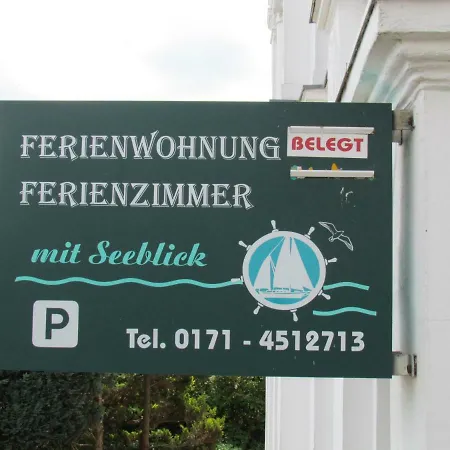 FERIENWOHNUNG BELEGT
FERIENZIMMER
mit Seeblick
P
Tel. 0171 - 4512713